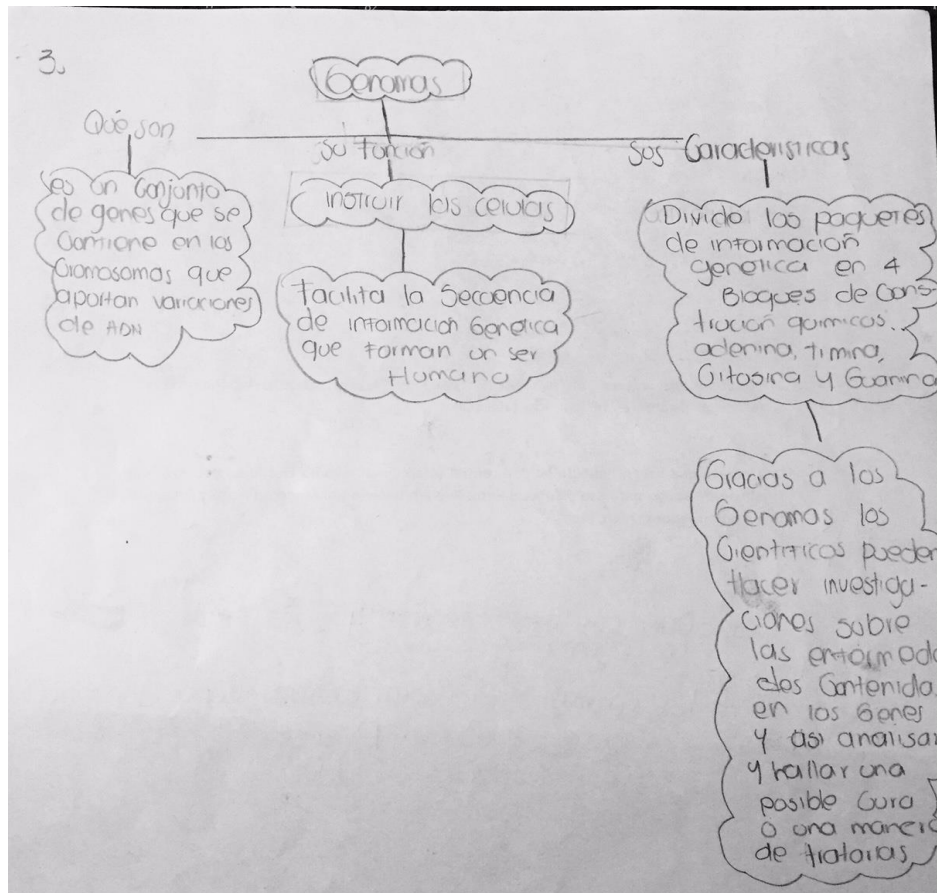 3.
Genomas
Qué son
Su Función
Sus Caracteristicas
es un Conjunto
de genes que se
Contiene en los
Cromosomas que
aportan variaciones
de ADN
instruir las celulas
Facilita la Secuencia
de información Genetica
que Forman un ser
Humano
Divide los paquetes
de información
genetica en 4
Bloques de Cons
trucion quimicos.
adenina, timina,
Citosina y Guanina
Gracias a los
Genomas los
Cientificos pueden
Hacer investiga-
ciones sobre
las enfermeda
des Contenida
en los Genes
y asi analisar
y hallar una
posible Cura
o una manera
de tratarlas